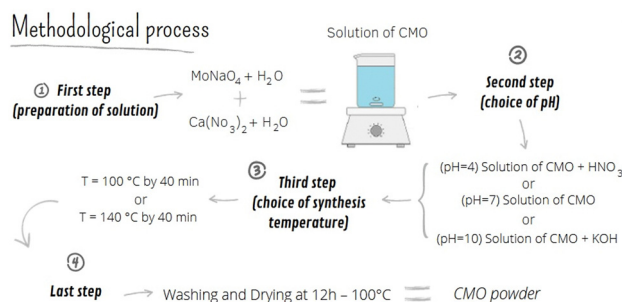 Methodological process
Solution of CMO
① First step
(preparation of solution)
MoNaO₄ + H₂O
+
Ca(No₃)₂ + H₂O
②
Second step
(choice of pH)
(pH=4) Solution of CMO + HNO₃
or
(pH=7) Solution of CMO
or
(pH=10) Solution of CMO + KOH
③
Third step
(choice of synthesis
temperature)
T = 100 °C by 40 min
or
T = 140 °C by 40 min
④
Last step
Washing and Drying at 12h – 100°C
CMO powder